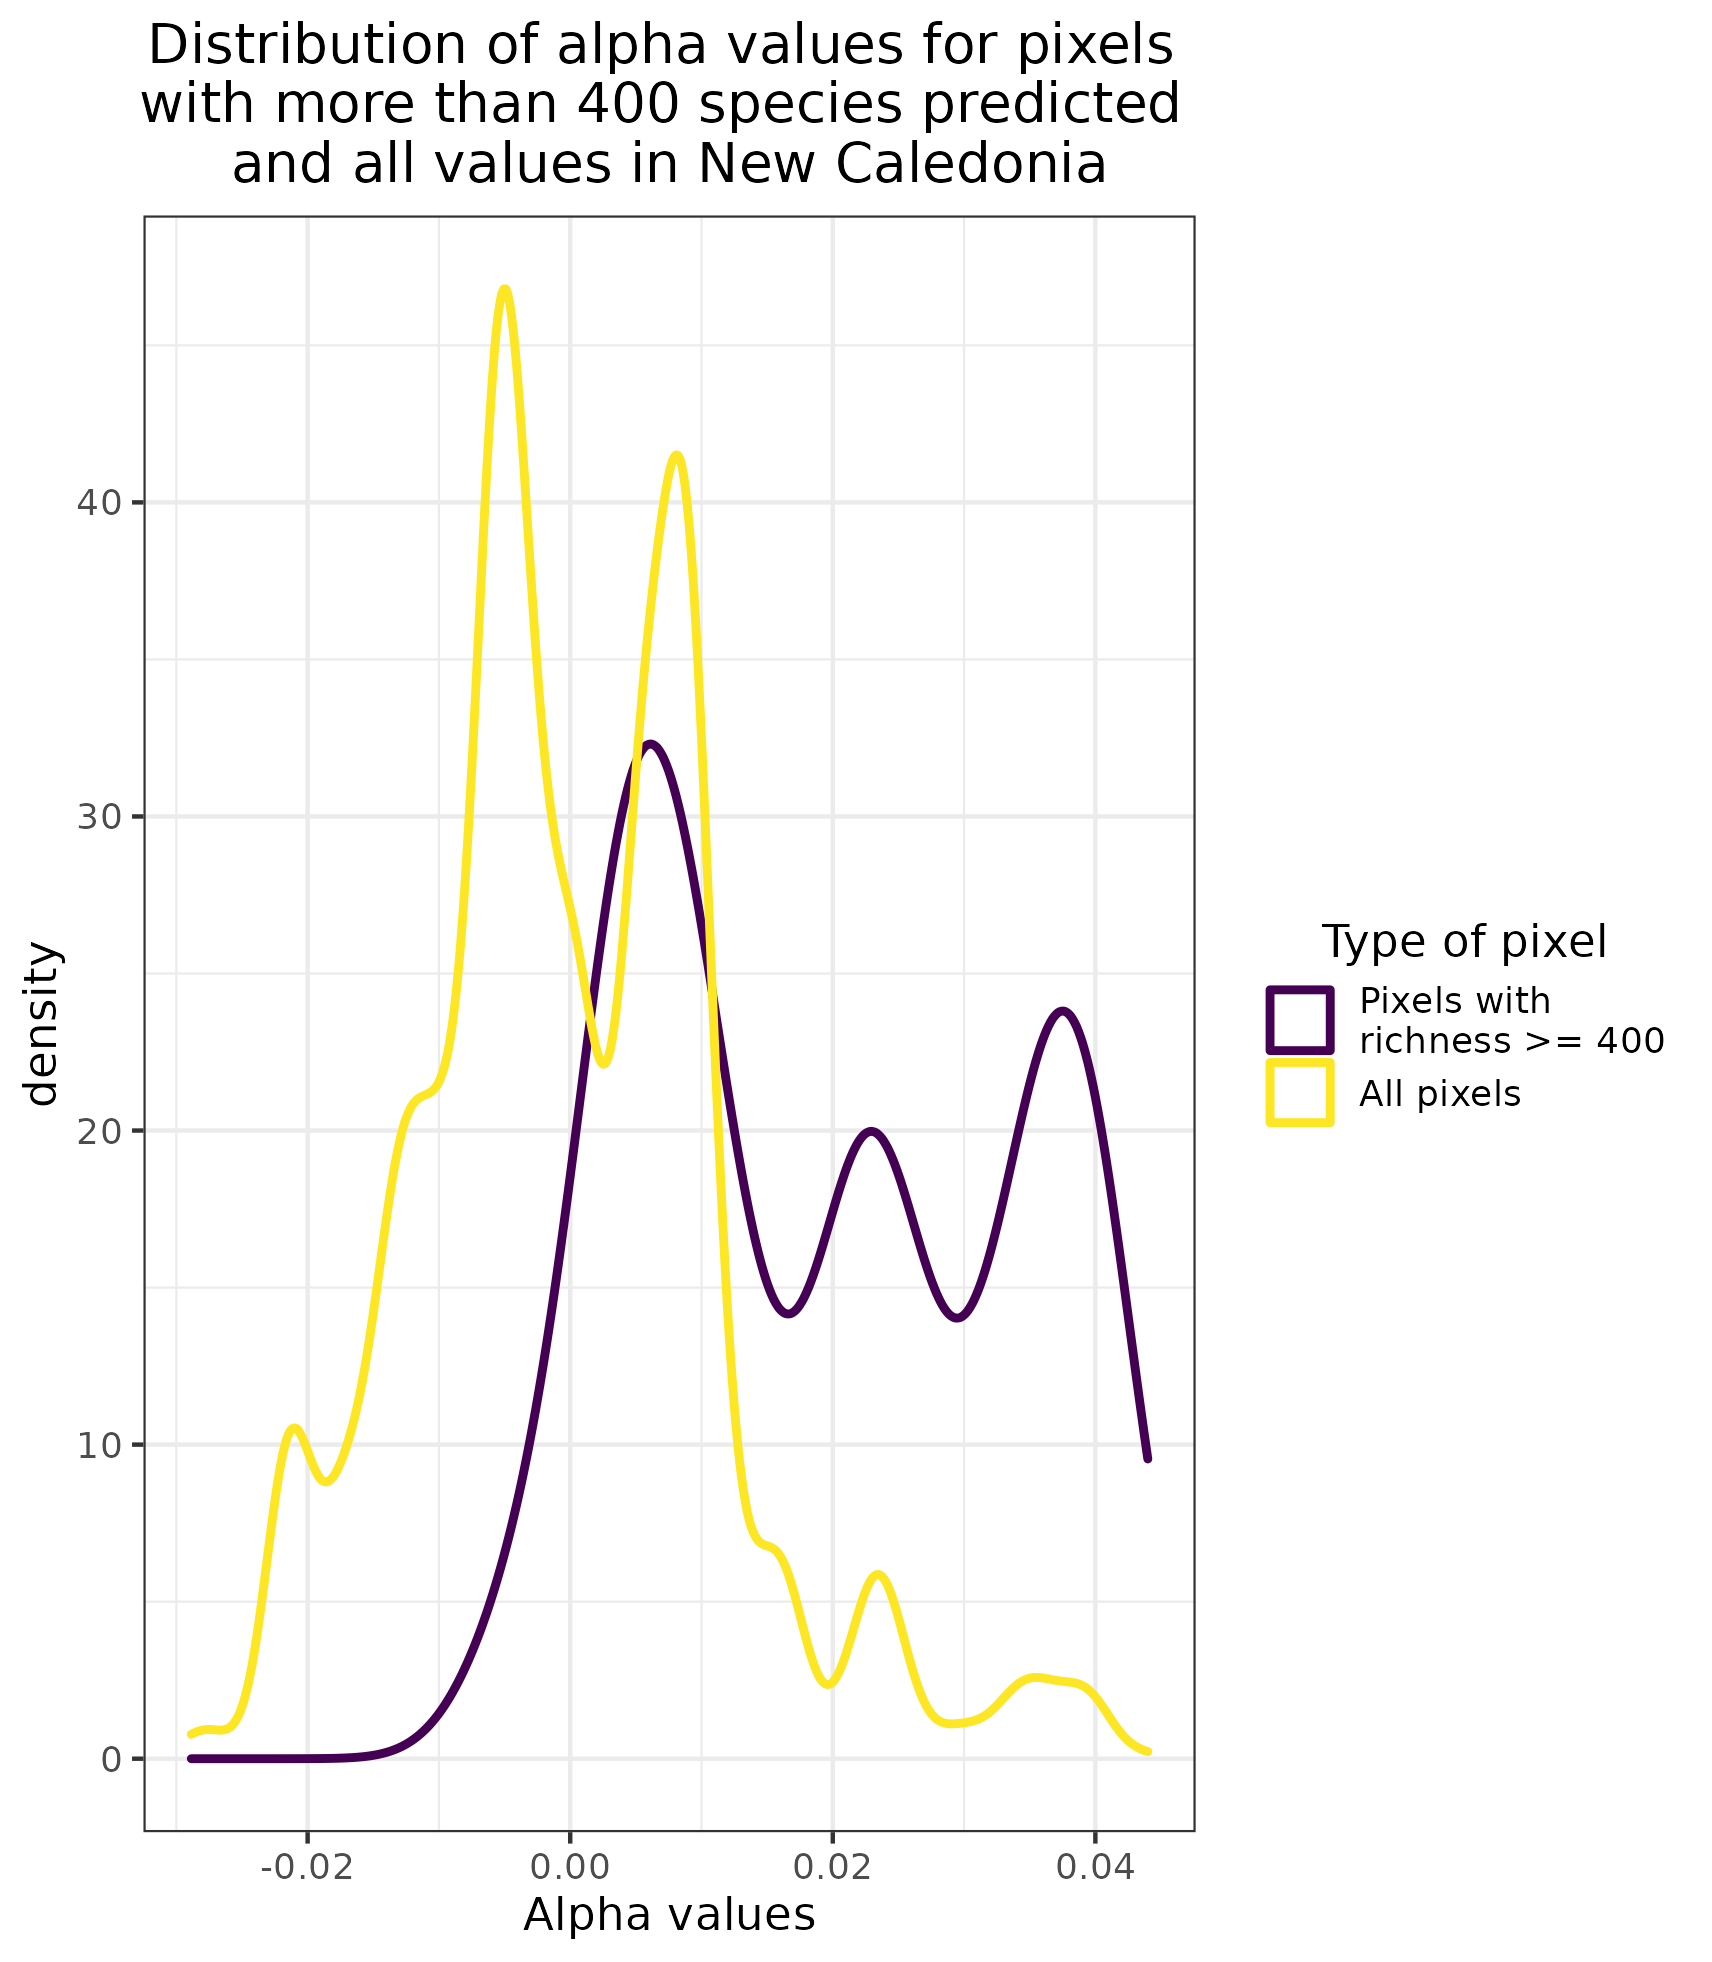 Distribution of alpha values for pixels
with more than 400 species predicted
and all values in New Caledonia
density
40
30
20
10
0
-0.02
0.00
0.02
0.04
Alpha values
Type of pixel
Pixels with
richness >= 400
All pixels